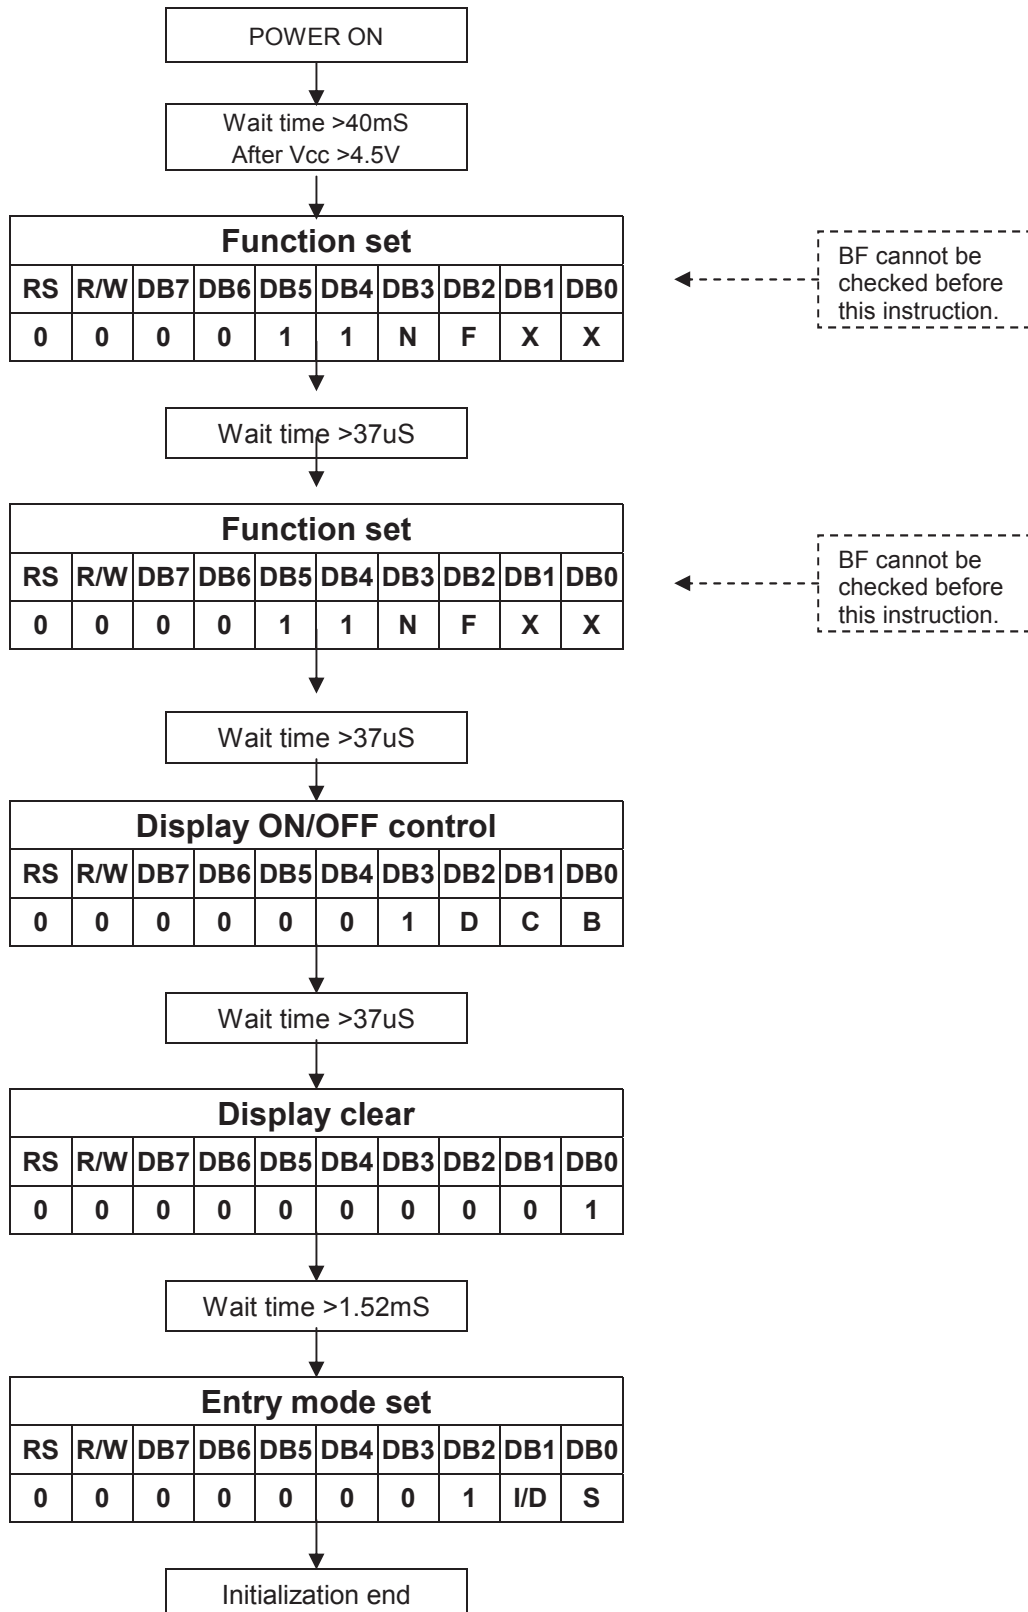 POWER ON
Wait time >40mS
After Vcc >4.5V
Function set
RS R/W DB7 DB6 DB5 DB4 DB3 DB2 DB1 DB0
0 0 0 0 1 1 N F X X
BF cannot be
checked before
this instruction.
Wait time >37uS
Function set
RS R/W DB7 DB6 DB5 DB4 DB3 DB2 DB1 DB0
0 0 0 0 1 1 N F X X
BF cannot be
checked before
this instruction.
Wait time >37uS
Display ON/OFF control
RS R/W DB7 DB6 DB5 DB4 DB3 DB2 DB1 DB0
0 0 0 0 0 0 1 D C B
Wait time >37uS
Display clear
RS R/W DB7 DB6 DB5 DB4 DB3 DB2 DB1 DB0
0 0 0 0 0 0 0 0 0 1
Wait time >1.52mS
Entry mode set
RS R/W DB7 DB6 DB5 DB4 DB3 DB2 DB1 DB0
0 0 0 0 0 0 0 1 I/D S
Initialization end